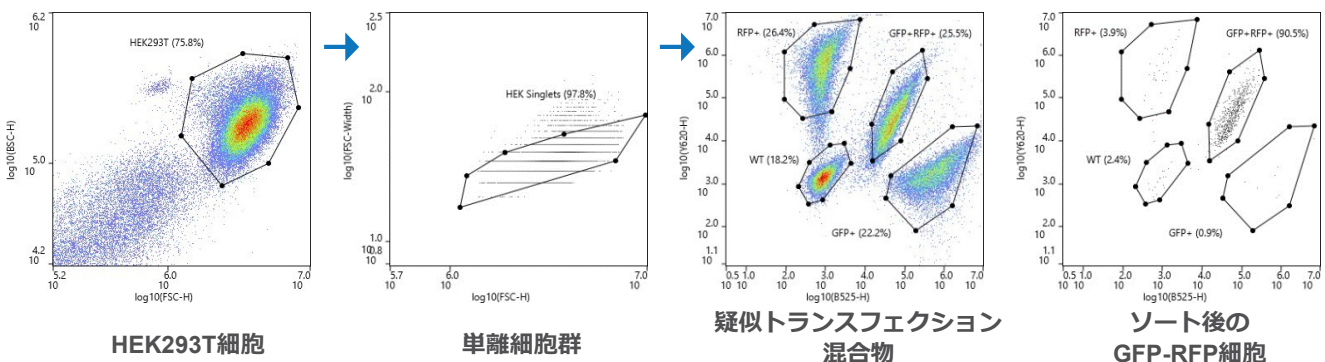 HEK293T (75.8%)
6.2
10
5.0
10
4.2
10
5.2
10
6.0
10
7.0
10
log10(BSC-H)
log10(FSC-H)
HEK293T細胞
HEK Singlets (97.8%)
2.5
10
2.0
10
1.0
10
0.8
10
5.7
10
6.0
10
7.0
10
log10(FSC-Width)
log10(FSC-H)
単離細胞群
RFP+ (26.4%)
GFP+RFP+ (25.5%)
WT (18.2%)
GFP+ (22.2%)
7.0
10
6.0
10
5.0
10
4.0
10
3.0
10
2.0
10
1.1
10
0.5 1.0 2.0 3.0 4.0 5.0 6.0 7.0
10 10 10 10 10 10 10 10
log10(Y620-H)
log10(B525-H)
疑似トランスフェクション
混合物
RFP+ (3.9%)
GFP+RFP+ (90.5%)
WT (2.4%)
GFP+ (0.9%)
7.0
10
6.0
10
5.0
10
4.0
10
3.0
10
2.0
10
1.1
10
0.5 1.0 2.0 3.0 4.0 5.0 6.0 7.0
10 10 10 10 10 10 10 10
log10(Y620-H)
log10(B525-H)
ソート後の
GFP-RFP細胞